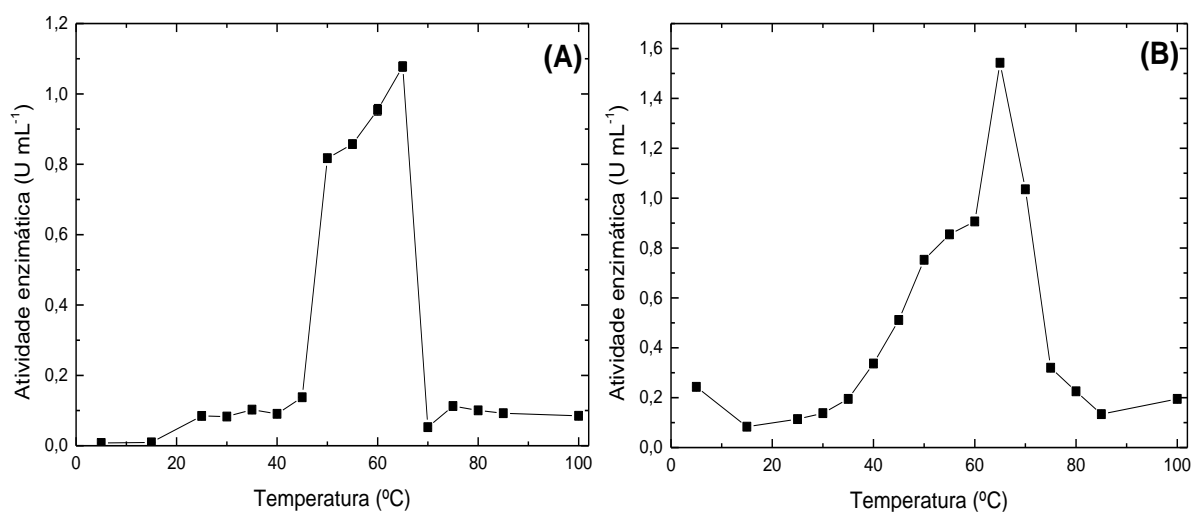 (A)
Atividade enzimática (U mL⁻¹)
1,2
1,0
0,8
0,6
0,4
0,2
0,0
0 20 40 60 80 100
Temperatura (ºC)
(B)
Atividade enzimática (U mL⁻¹)
1,6
1,4
1,2
1,0
0,8
0,6
0,4
0,2
0,0
0 20 40 60 80 100
Temperatura (ºC)